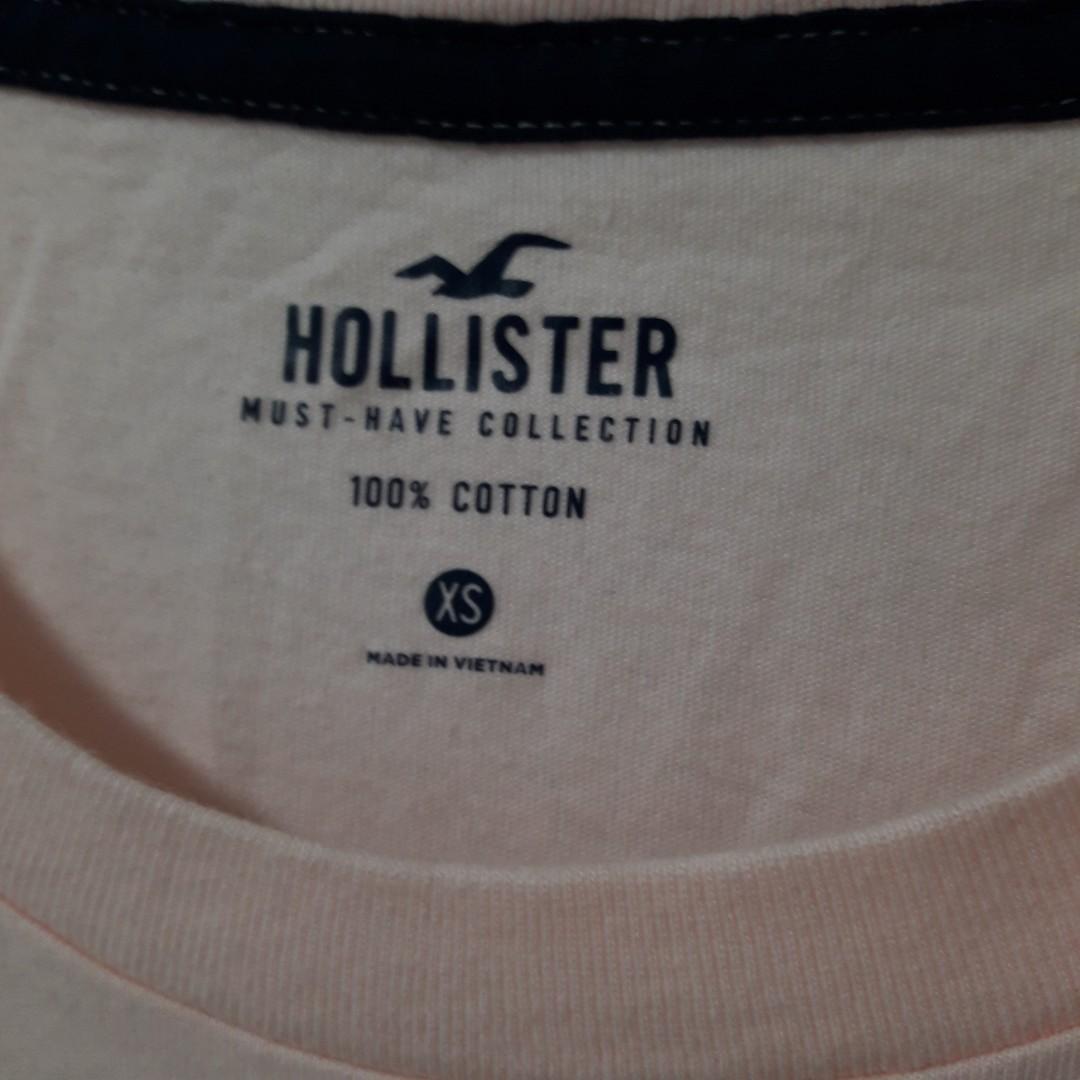 HOLLISTER
MUST-HAVE COLLECTION
100% COTTON
XS
MADE IN VIETNAM